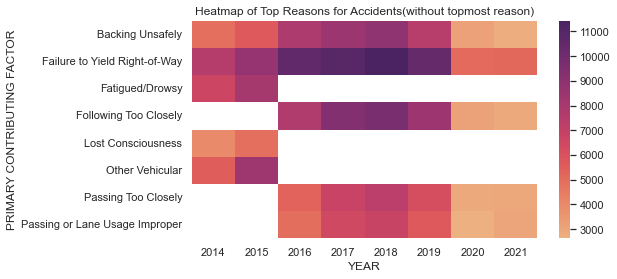 Heatmap of Top Reasons for Accidents(without topmost reason)
PRIMARY CONTRIBUTING FACTOR
Backing Unsafely
Failure to Yield Right-of-Way
Fatigued/Drowsy
Following Too Closely
Lost Consciousness
Other Vehicular
Passing Too Closely
Passing or Lane Usage Improper
2014 2015 2016 2017 2018 2019 2020 2021
YEAR
11000
10000
9000
8000
7000
6000
5000
4000
3000